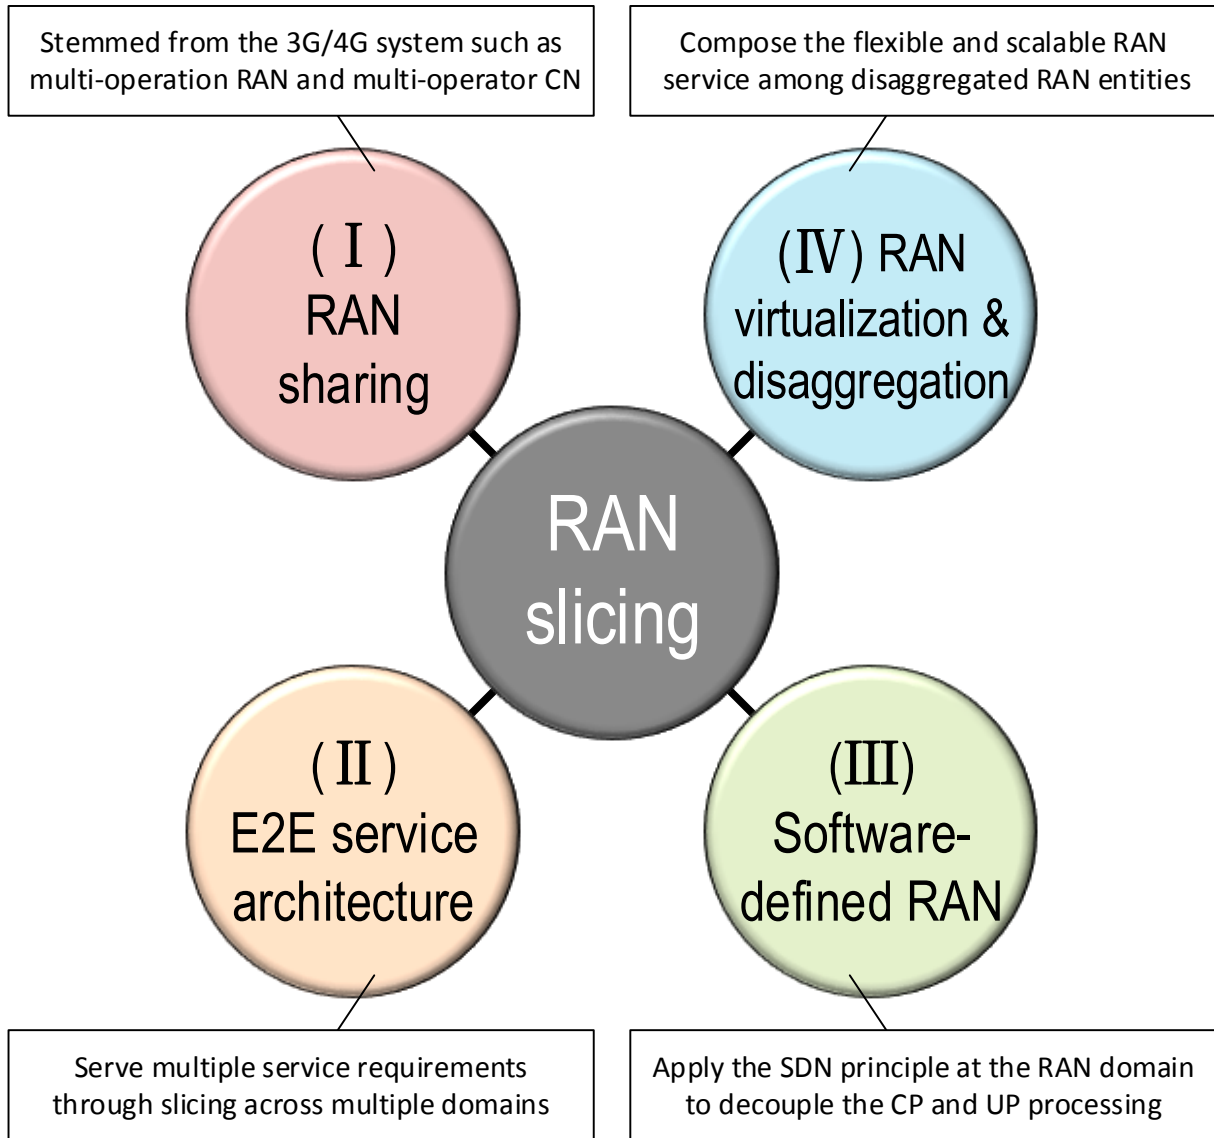 Stemmed from the 3G/4G system such as
multi-operation RAN and multi-operator CN
Compose the flexible and scalable RAN
service among disaggregated RAN entities
( I )
RAN
sharing
(IV) RAN
virtualization &
disaggregation
RAN
slicing
( II )
E2E service
architecture
(III)
Software-
defined RAN
Serve multiple service requirements
through slicing across multiple domains
Apply the SDN principle at the RAN domain
to decouple the CP and UP processing